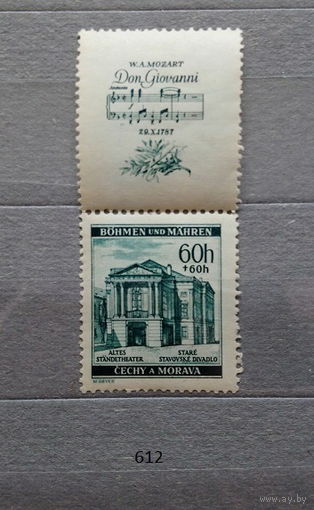 W.A.MOZART
Don Giovanni
29.X.1787
BÖHMEN UND MÄHREN
60h
+60h
ALTES STARÉ
STÄNDETHEATER STAVOVSKÉ DIVADLO
ČECHY A MORAVA
612
www.ay.by